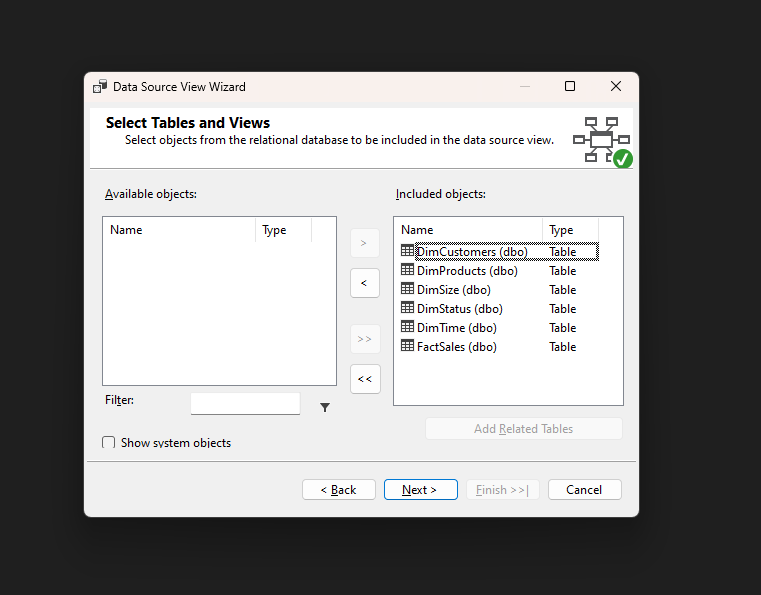 Data Source View Wizard
Select Tables and Views
Select objects from the relational database to be included in the data source view.
Available objects:
Name Type
>
<
>>
<<
Filter:
Show system objects
Included objects:
Name Type
DimCustomers (dbo) Table
DimProducts (dbo) Table
DimSize (dbo) Table
DimStatus (dbo) Table
DimTime (dbo) Table
FactSales (dbo) Table
Add Related Tables
< Back Next > Finish >>| Cancel